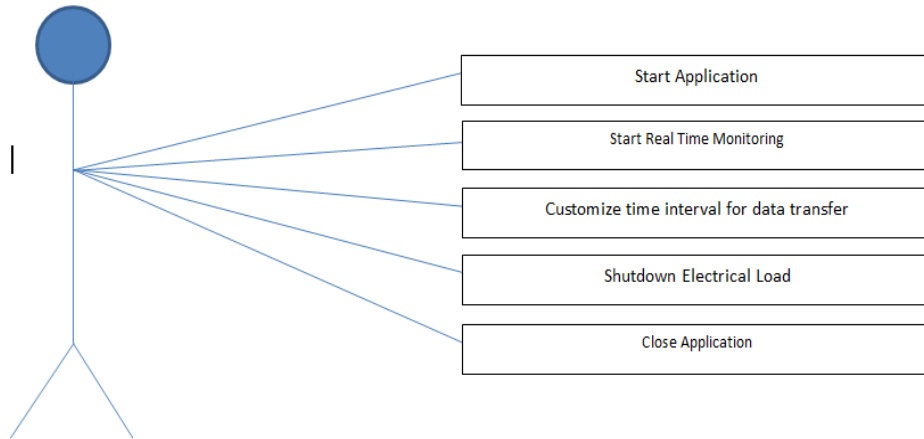 Start Application
Start Real Time Monitoring
Customize time interval for data transfer
Shutdown Electrical Load
Close Application